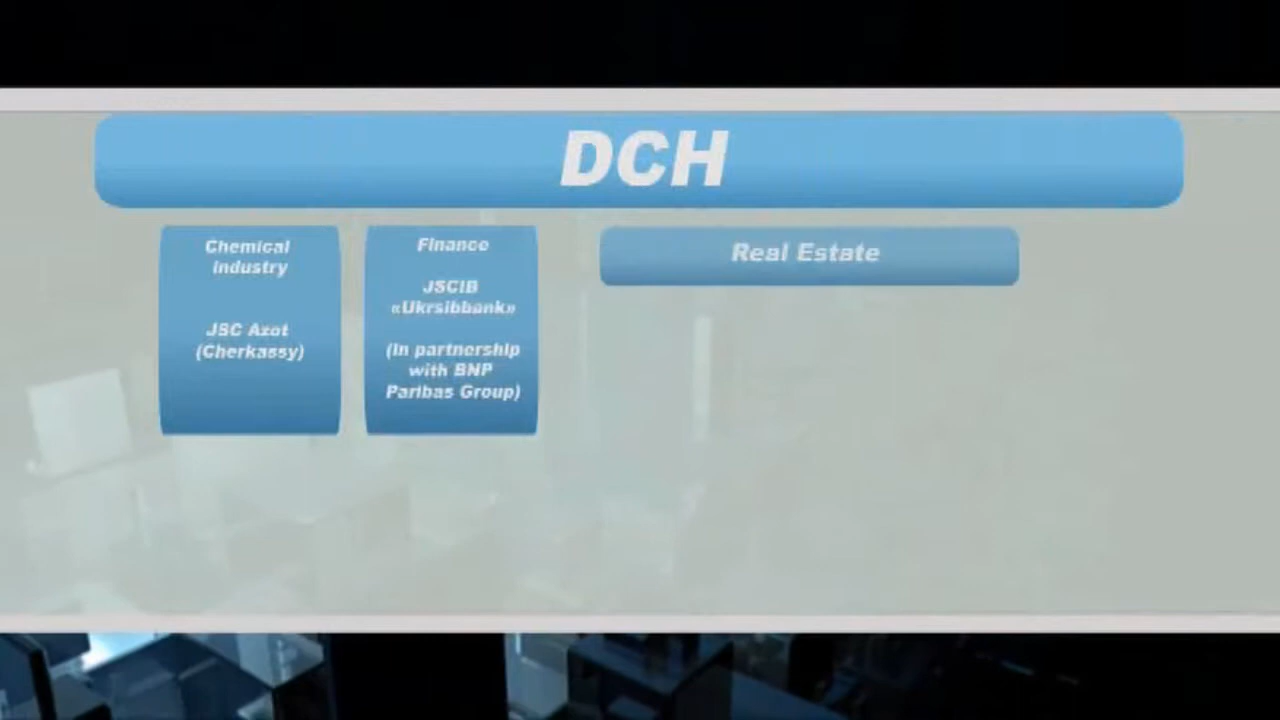 DCH
Chemical
Industry
JSC Azot
(Cherkassy)
Finance
JSCIB
«Ukrsibbank»
(in partnership
with BNP
Paribas Group)
Real Estate